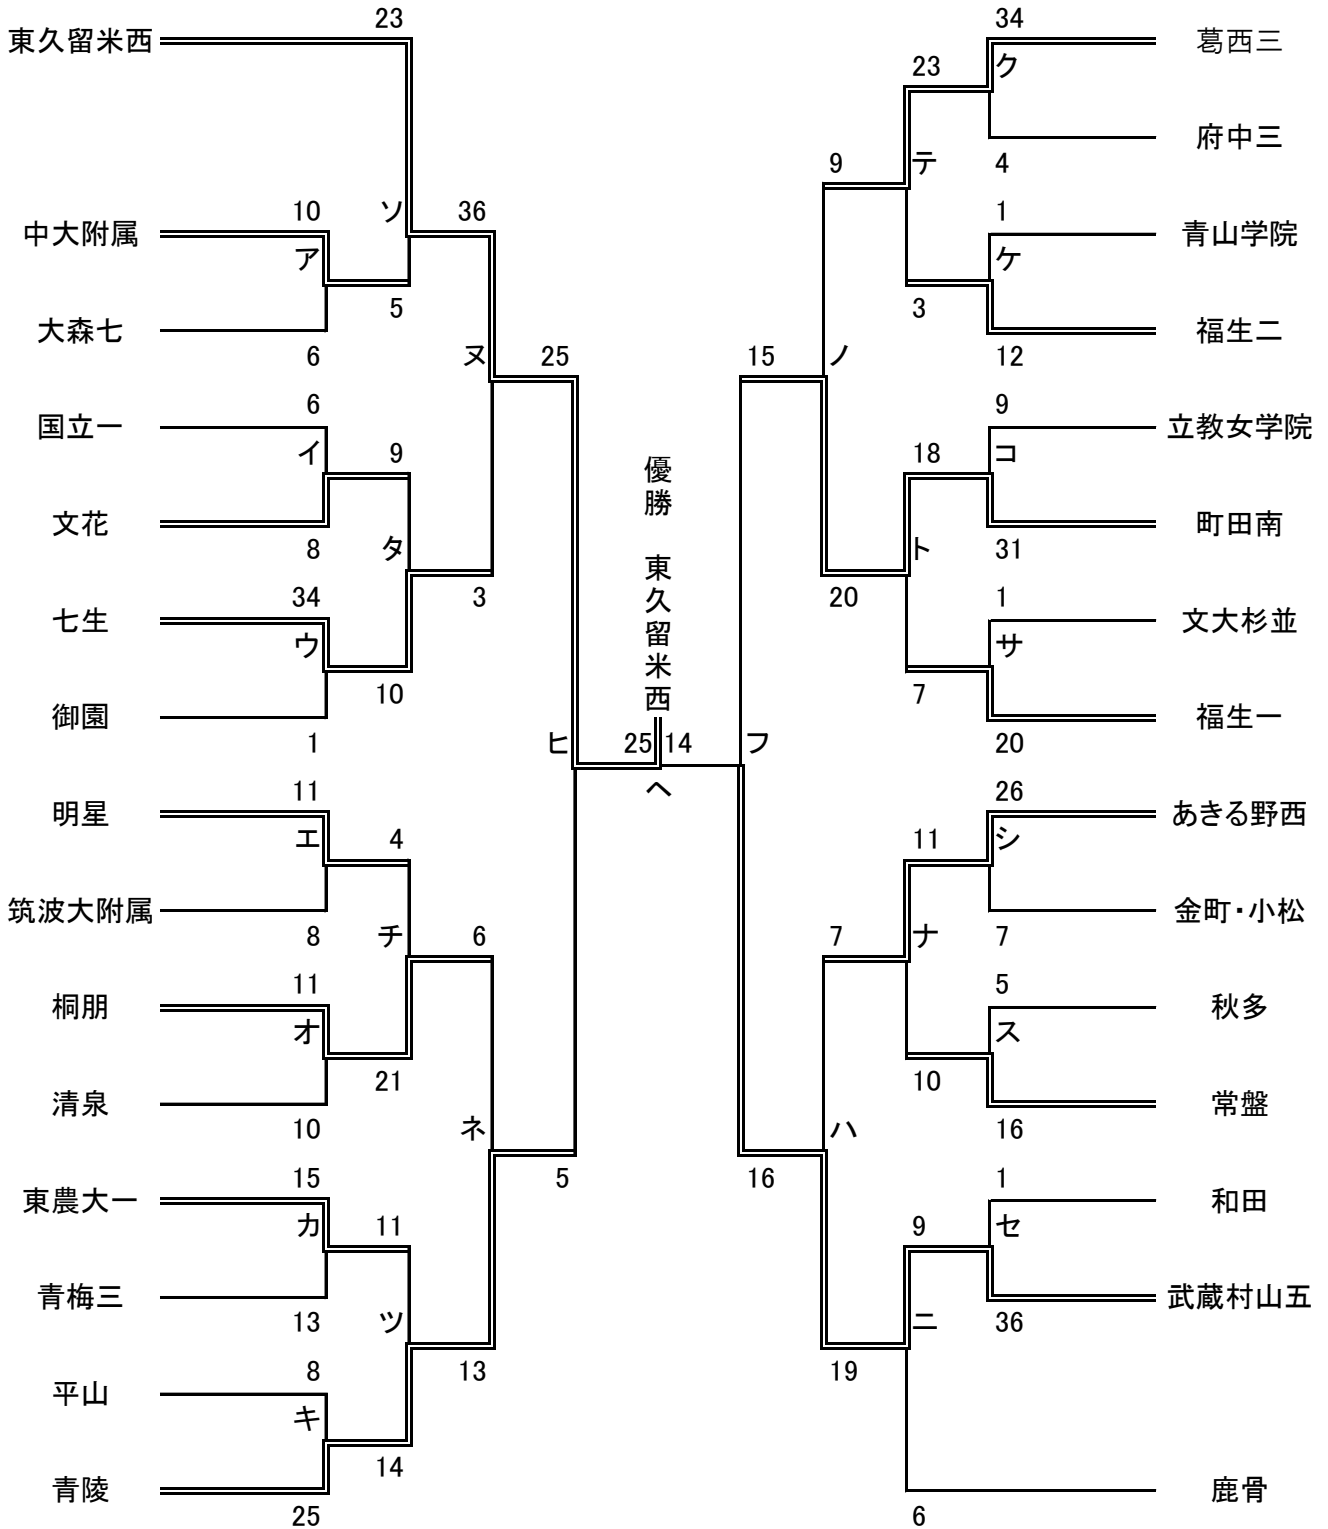 23
東久留米西
10
中大附属
ア
ソ
36
大森七
6
5
国立一
6
イ
9
ヌ
25
文花
8
タ
七生
34
ウ
3
御園
1
10
明星
11
エ
4
筑波大附属
8
チ
6
桐朋
11
オ
清泉
10
21
東農大一
15
カ
11
ネ
5
青梅三
13
ツ
平山
8
キ
13
青陵
25
14
優勝 東久留米西
ヒ
25
14
ヘ
フ
34
葛西三
ク
23
府中三
4
テ
9
1
青山学院
ケ
福生二
12
3
15
ノ
9
立教女学院
コ
18
町田南
31
ト
20
1
文大杉並
サ
福生一
20
7
26
あきる野西
シ
11
金町・小松
7
ナ
7
5
秋多
ス
常盤
16
10
ハ
16
1
和田
セ
9
武蔵村山五
36
ニ
19
鹿骨
6